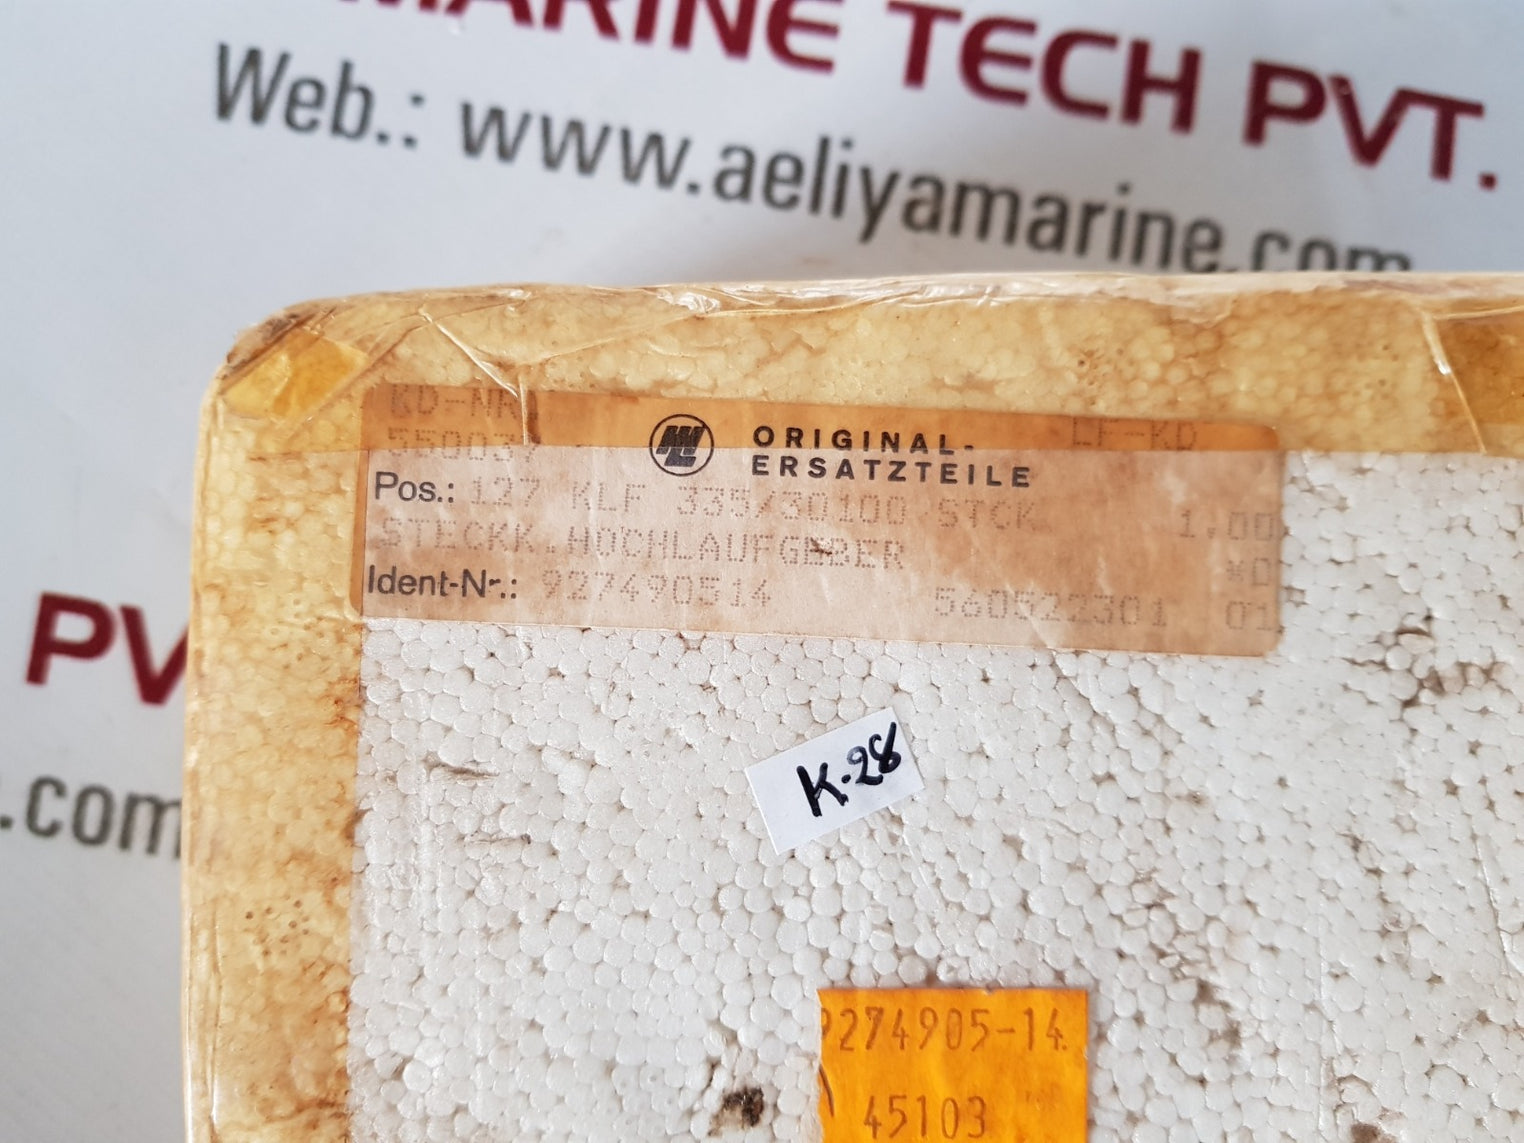 MARINE TECH PVT.
Web.: www.aeliyamarine.com
KD-NR. LF-KD
550037
ORIGINAL-
ERSATZTEILE
Pos.: 127 KLF 335/30100 STCK 1,00
STECKK.HOCHLAUFGEBER *D
Ident-Nr.: 927490514 560522301 01
PV
.com
K-28
9274905-14
45103